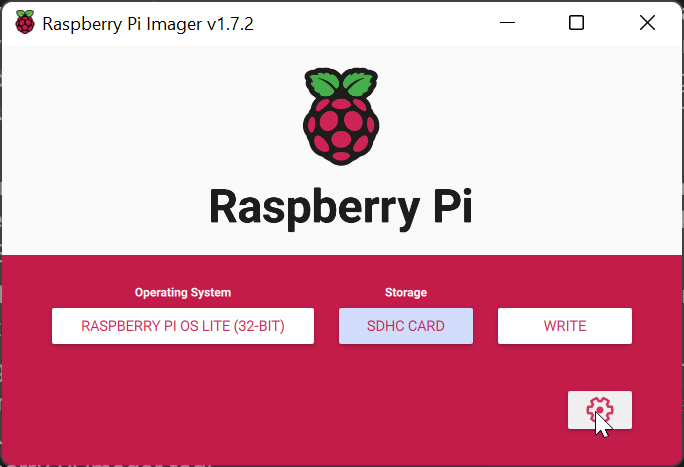 Raspberry Pi Imager v1.7.2
Raspberry Pi
Operating System
Storage
RASPBERRY PI OS LITE (32-BIT)
SDHC CARD
WRITE